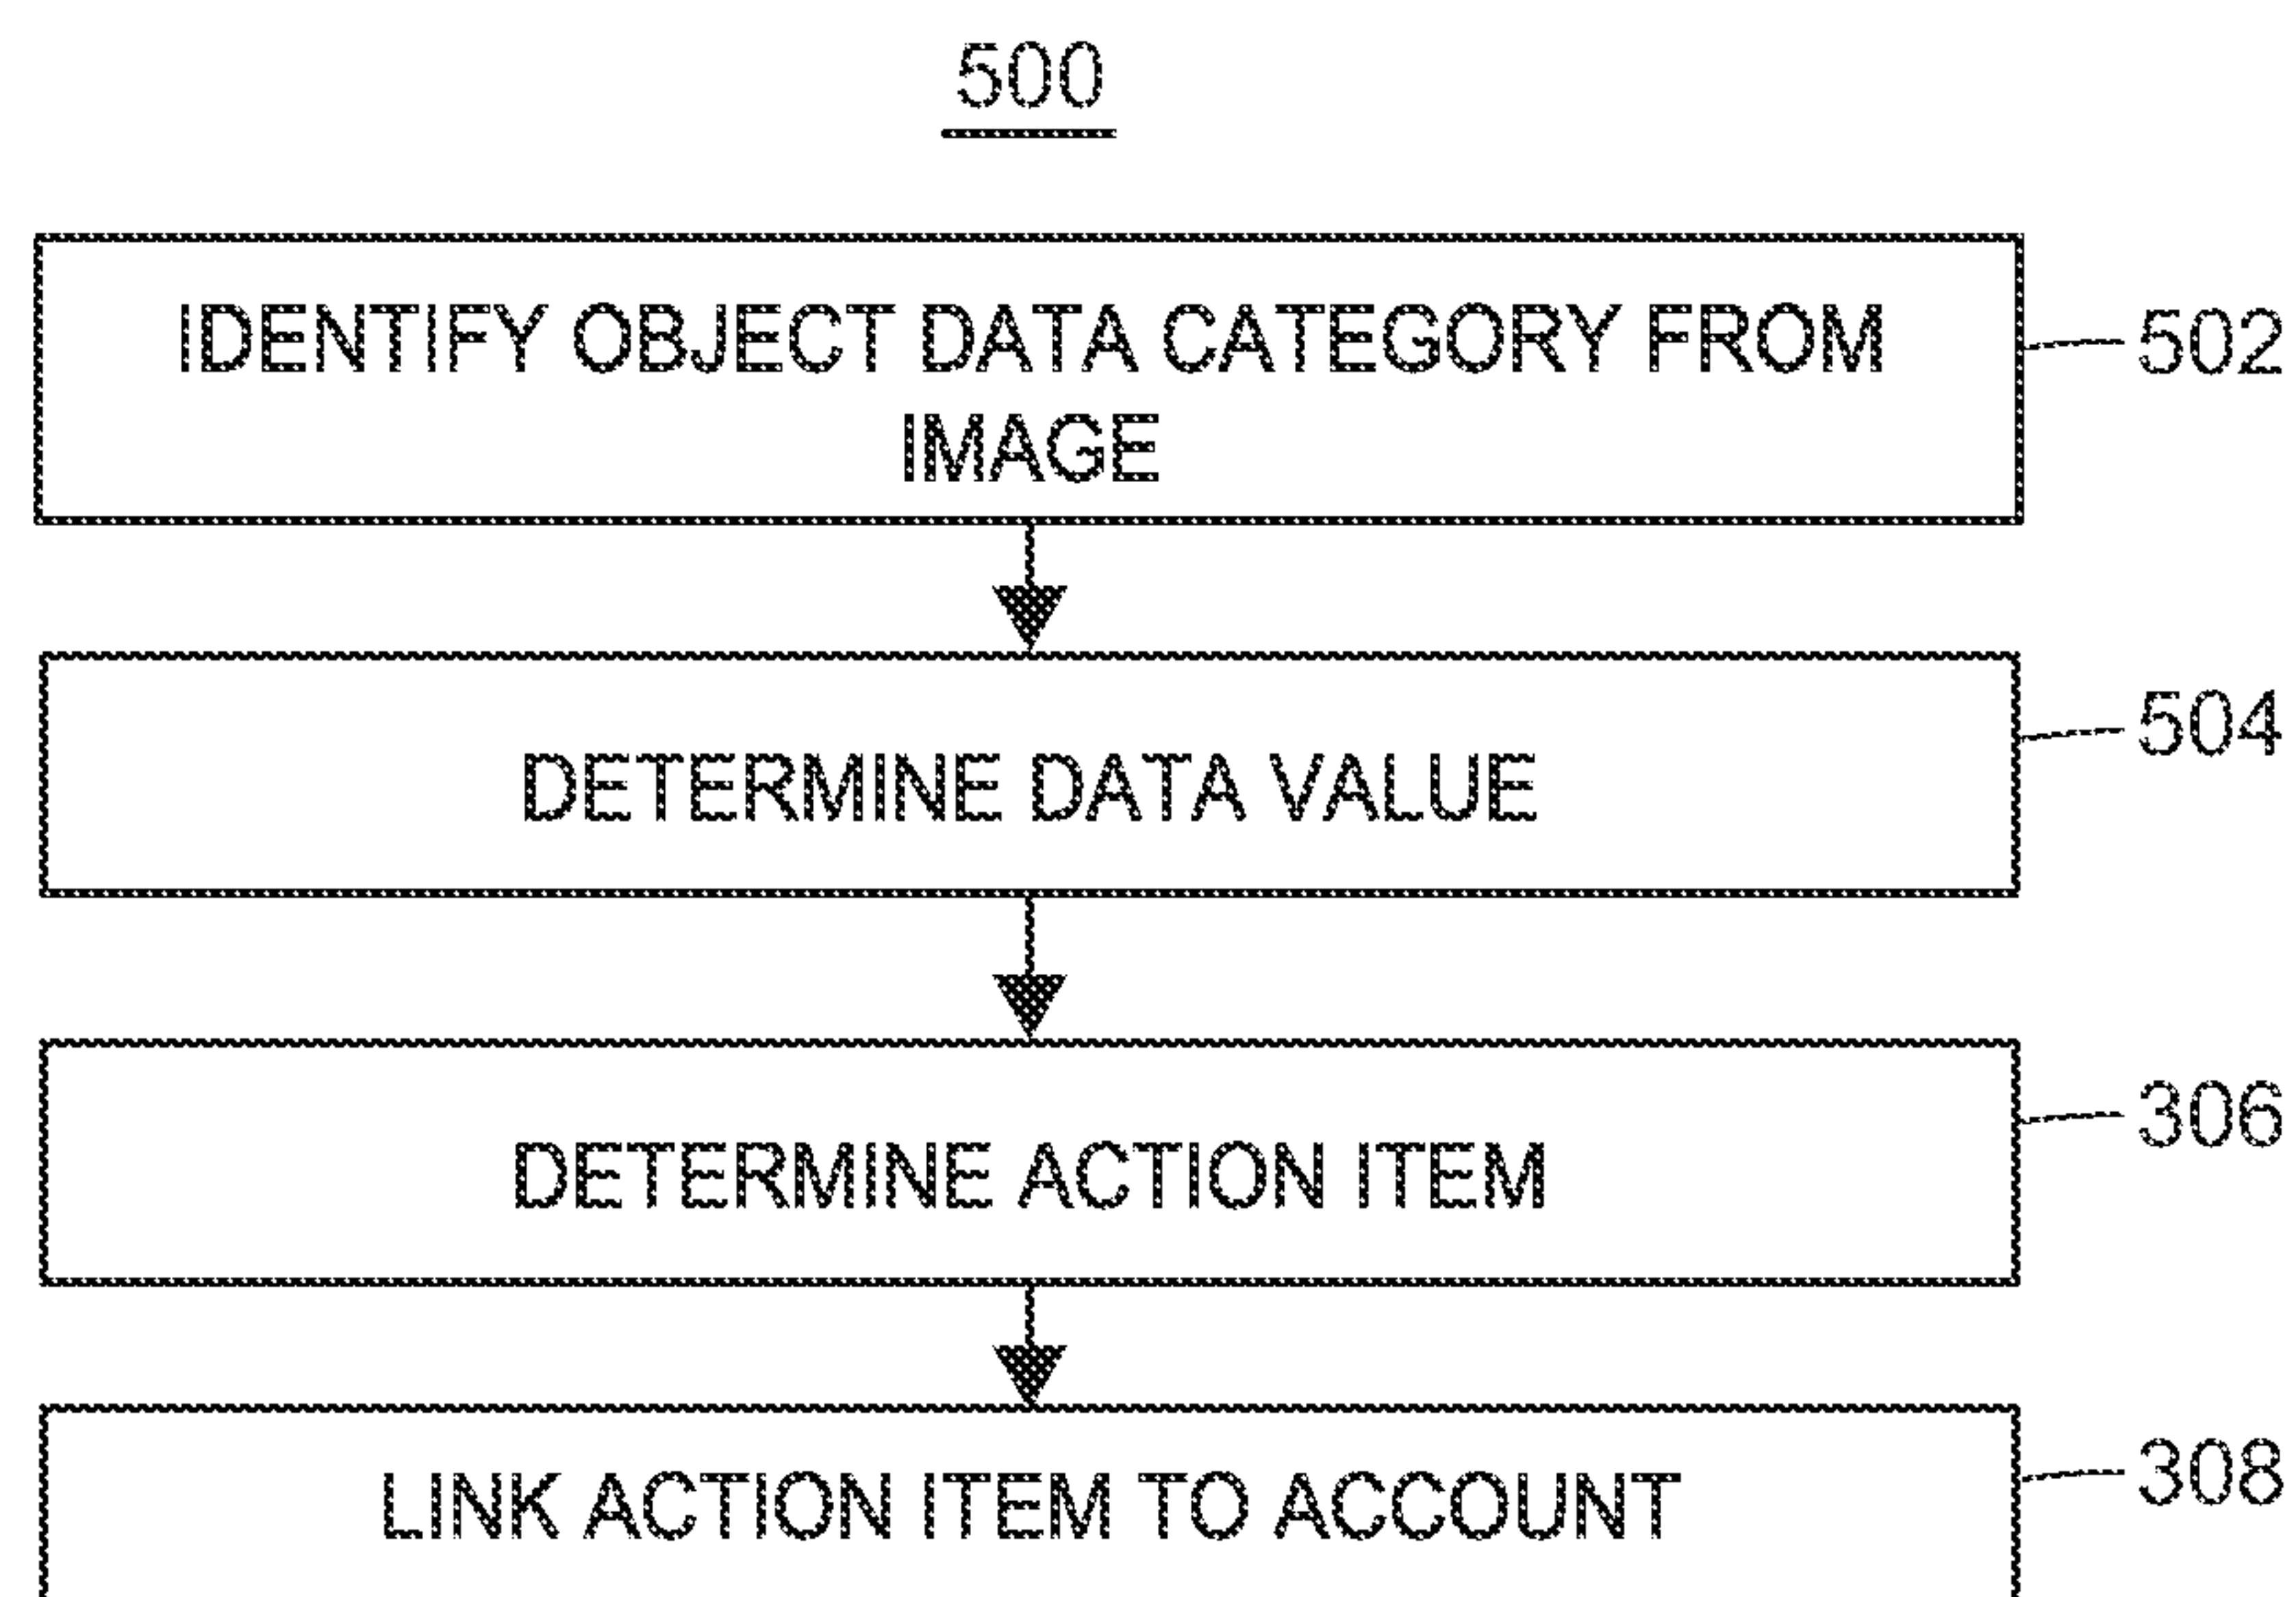 500
IDENTIFY OBJECT DATA CATEGORY FROM
IMAGE
502
DETERMINE DATA VALUE
504
DETERMINE ACTION ITEM
306
LINK ACTION ITEM TO ACCOUNT
308